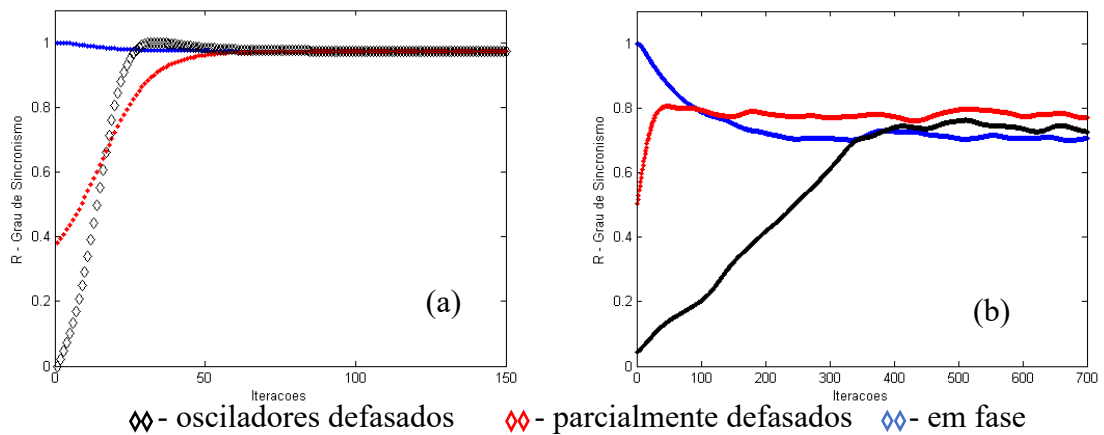 1
0.8
0.6
0.4
0.2
0
R - Grau de Sincronismo
0 50 100 150
Iteracoes
(a)
1
0.8
0.6
0.4
0.2
0
R - Grau de Sincronismo
0 100 200 300 400 500 600 700
Iteracoes
(b)
- osciladores defasados - parcialmente defasados - em fase